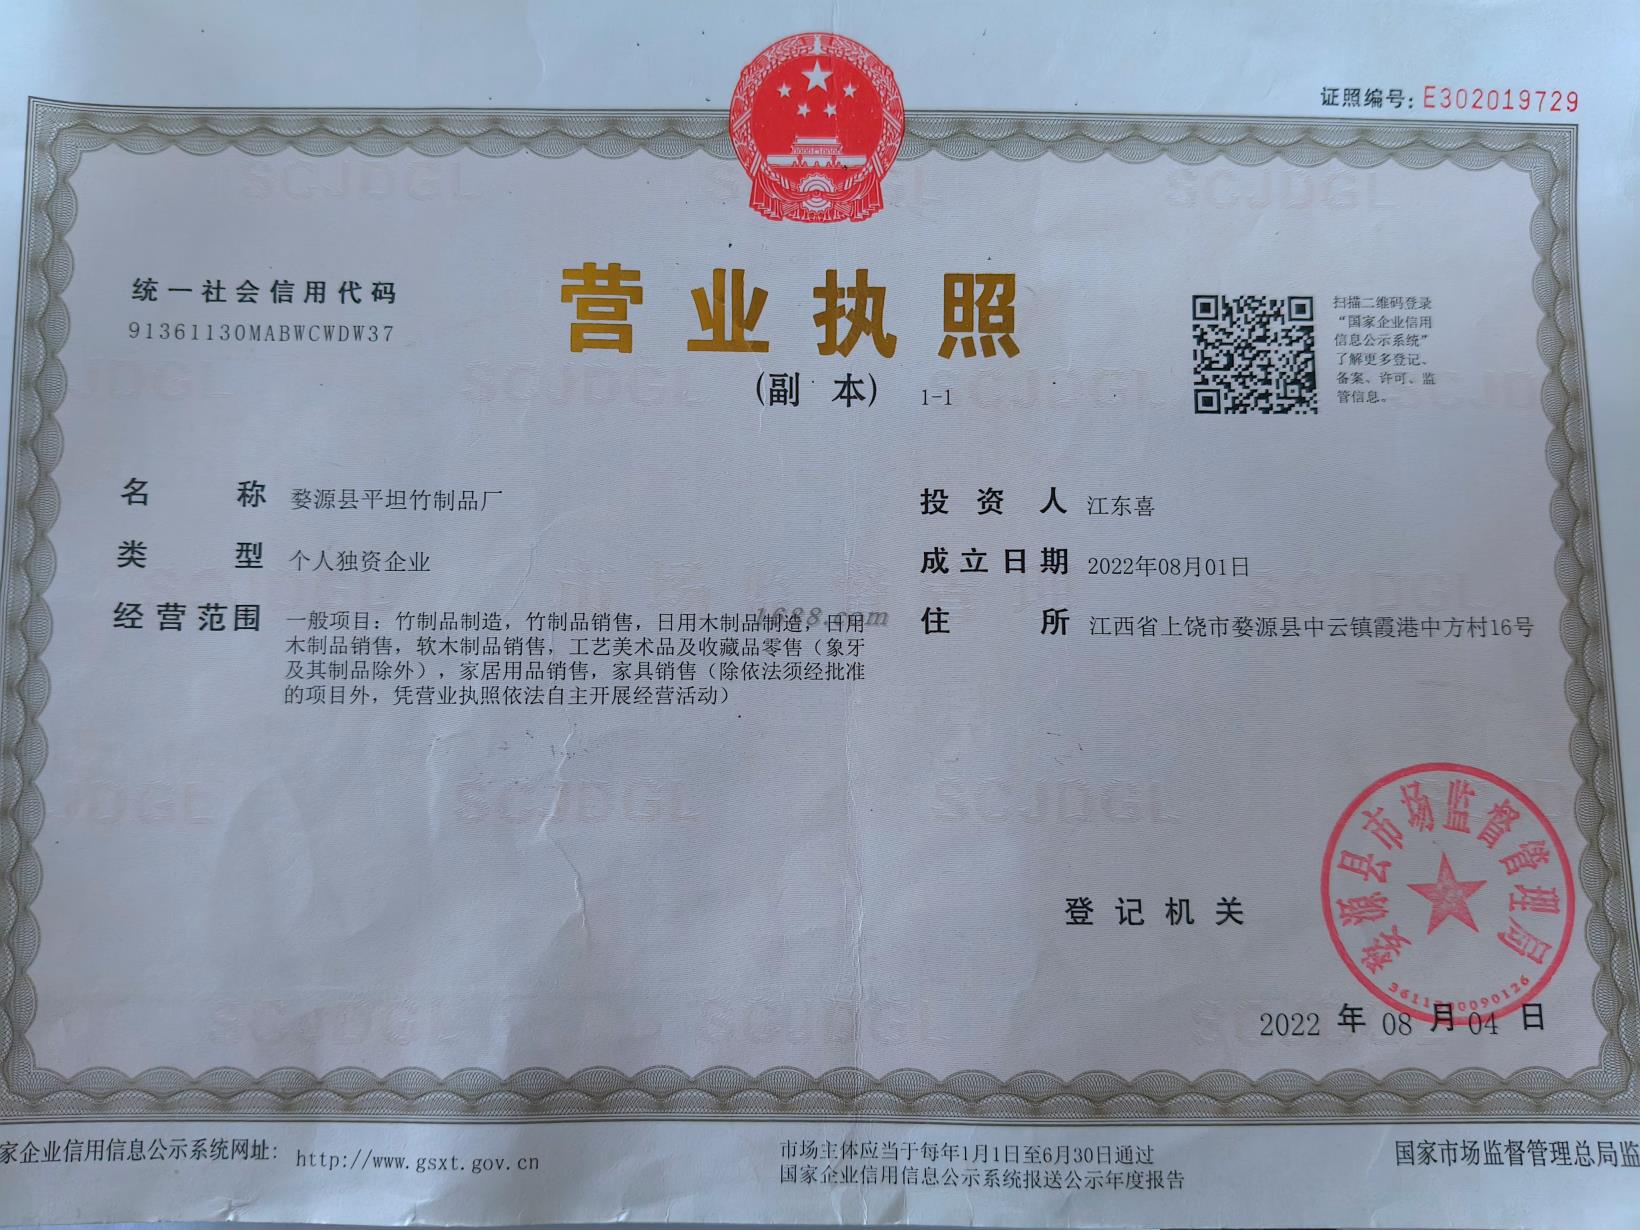 证照编号：E302019729
统一社会信用代码
91361130MABWCWDW37
营业执照
（副 本） 1-1
扫描二维码登录
“国家企业信用
信息公示系统”
了解更多登记、
备案、许可、监
管信息。
名 称 婺源县平坦竹制品厂
类 型 个人独资企业
经营范围 一般项目：竹制品制造，竹制品销售，日用木制品制造，日用
木制品销售，软木制品销售，工艺美术品及收藏品零售（象牙
及其制品除外），家居用品销售，家具销售（除依法须经批准
的项目外，凭营业执照依法自主开展经营活动）
投资人 江东喜
成立日期 2022年08月01日
住 所 江西省上饶市婺源县中云镇霞港中方村16号
1688.com
登记机关
婺源县市场监督管理局
2022 年 08 月 04 日
家企业信用信息公示系统网址： http://www.gsxt.gov.cn
市场主体应当于每年1月1日至6月30日通过
国家企业信用信息公示系统报送公示年度报告
国家市场监督管理总局监
SCJDGL